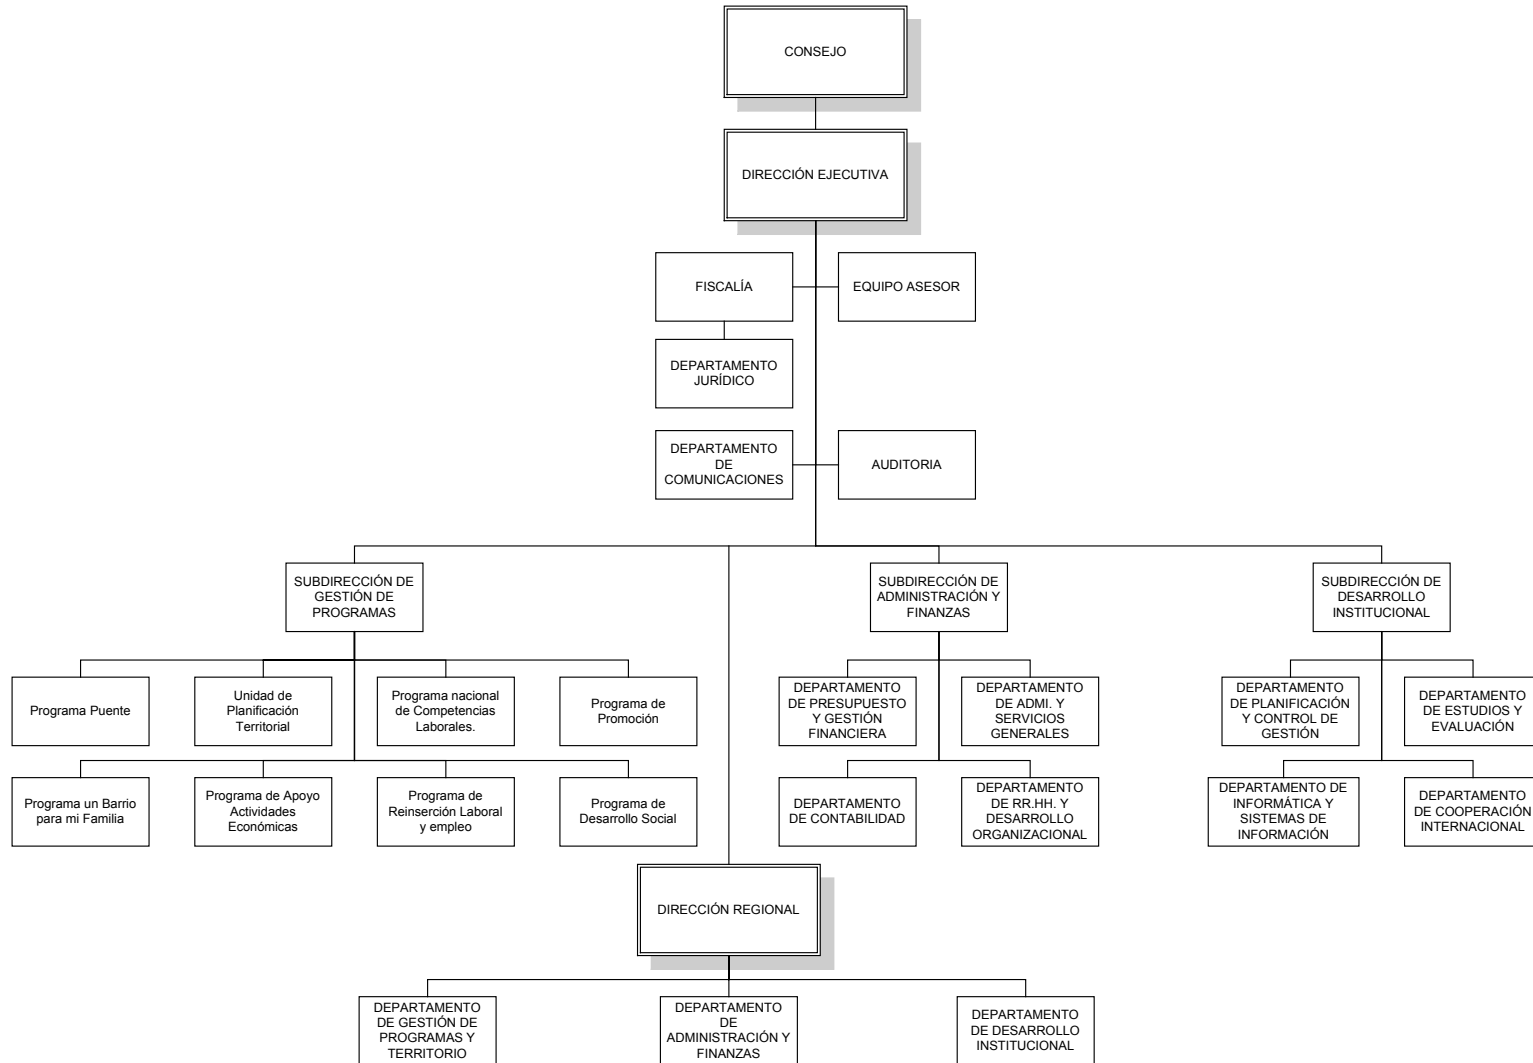 CONSEJO
DIRECCIÓN EJECUTIVA
FISCALÍA
EQUIPO ASESOR
DEPARTAMENTO
JURÍDICO
DEPARTAMENTO
DE
COMUNICACIONES
AUDITORIA
SUBDIRECCIÓN DE
GESTIÓN DE
PROGRAMAS
SUBDIRECCIÓN DE
ADMINISTRACIÓN Y
FINANZAS
SUBDIRECCIÓN DE
DESARROLLO
INSTITUCIONAL
Programa Puente
Unidad de
Planificación
Territorial
Programa nacional
de Competencias
Laborales.
Programa de
Promoción
DEPARTAMENTO
DE PRESUPUESTO
Y GESTIÓN
FINANCIERA
DEPARTAMENTO
DE ADMI. Y
SERVICIOS
GENERALES
DEPARTAMENTO
DE PLANIFICACIÓN
Y CONTROL DE
GESTIÓN
DEPARTAMENTO
DE ESTUDIOS Y
EVALUACIÓN
Programa un Barrio
para mi Familia
Programa de Apoyo
Actividades
Económicas
Programa de
Reinserción Laboral
y empleo
Programa de
Desarrollo Social
DEPARTAMENTO
DE CONTABILIDAD
DEPARTAMENTO
DE RR.HH. Y
DESARROLLO
ORGANIZACIONAL
DEPARTAMENTO DE
INFORMÁTICA Y
SISTEMAS DE
INFORMACIÓN
DEPARTAMENTO
DE COOPERACIÓN
INTERNACIONAL
DIRECCIÓN REGIONAL
DEPARTAMENTO
DE GESTIÓN DE
PROGRAMAS Y
TERRITORIO
DEPARTAMENTO
DE
ADMINISTRACIÓN Y
FINANZAS
DEPARTAMENTO
DE DESARROLLO
INSTITUCIONAL